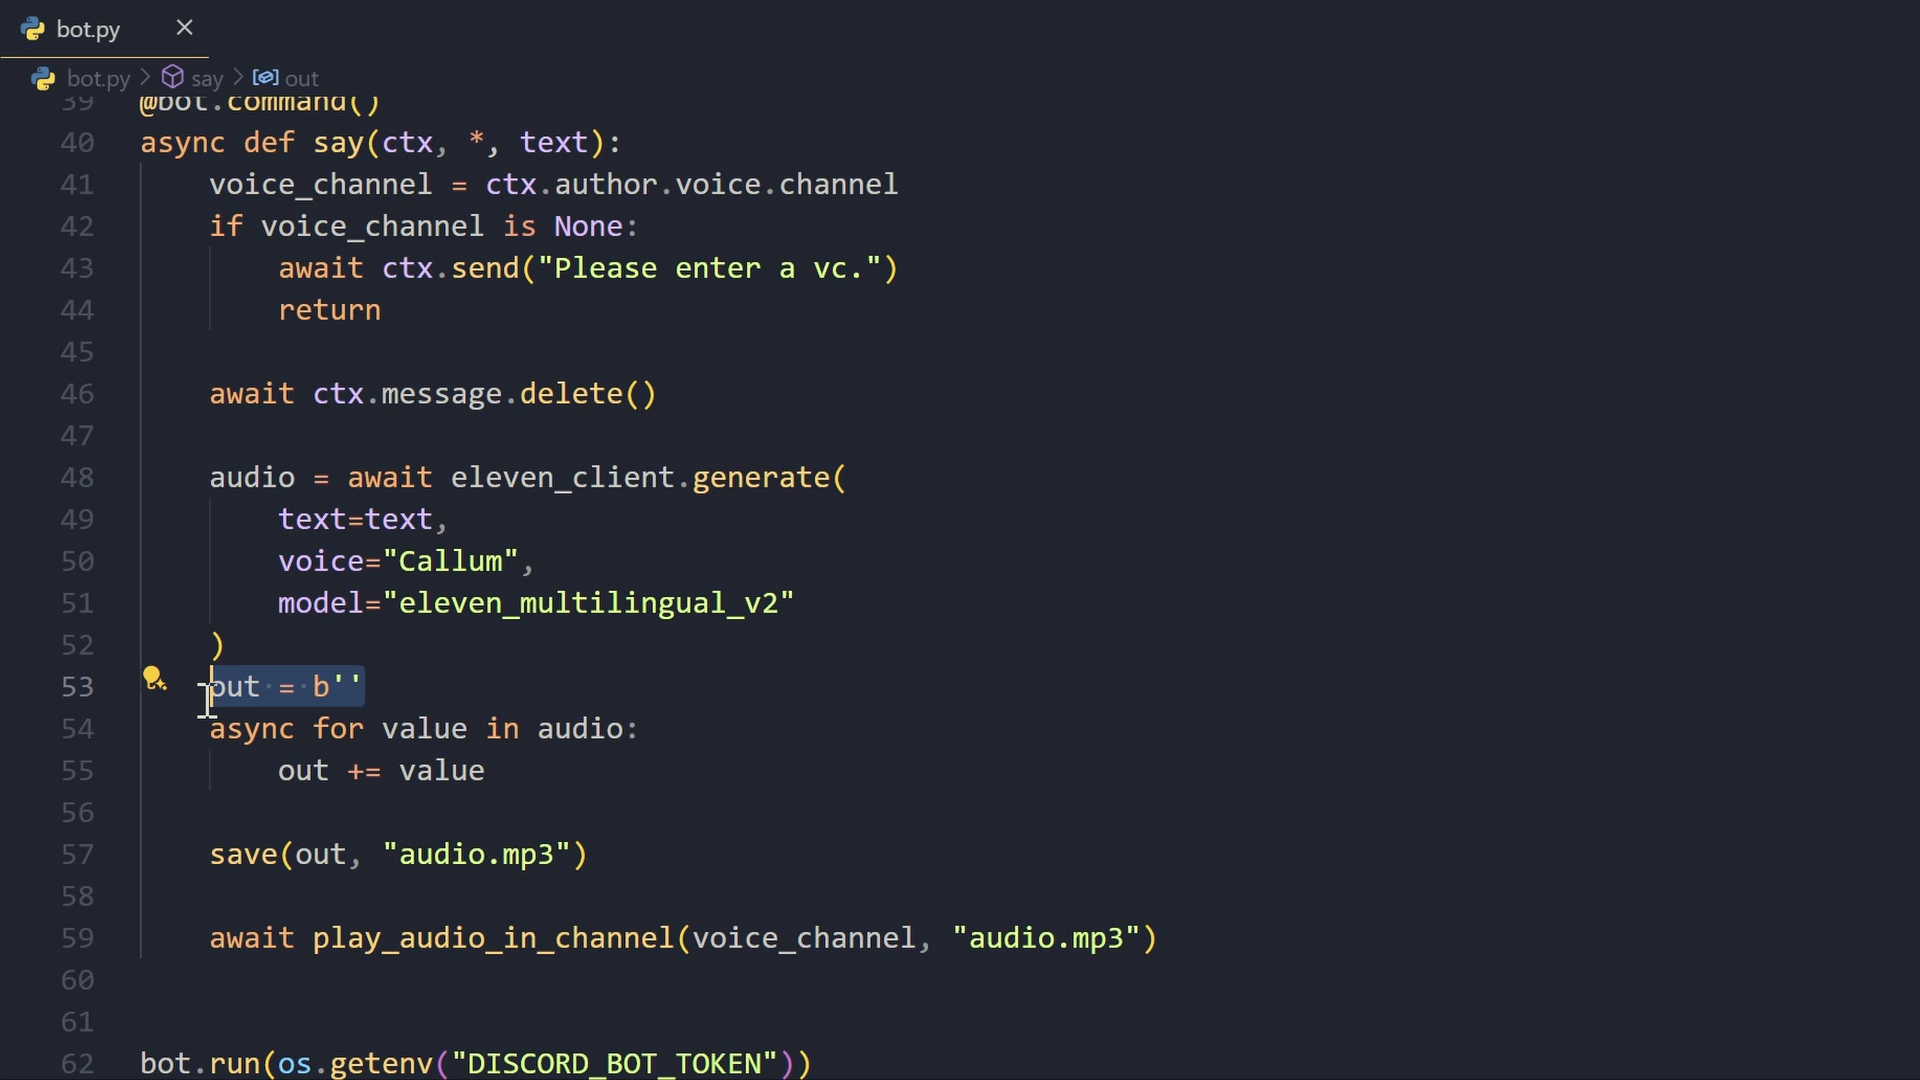 bot.py
bot.py > say > out
39 @bot.command()
40 async def say(ctx, *, text):
41 voice_channel = ctx.author.voice.channel
42 if voice_channel is None:
43 await ctx.send("Please enter a vc.")
44 return
45
46 await ctx.message.delete()
47
48 audio = await eleven_client.generate(
49 text=text,
50 voice="Callum",
51 model="eleven_multilingual_v2"
52 )
53 out = b''
54 async for value in audio:
55 out += value
56
57 save(out, "audio.mp3")
58
59 await play_audio_in_channel(voice_channel, "audio.mp3")
60
61
62 bot.run(os.getenv("DISCORD_BOT_TOKEN"))